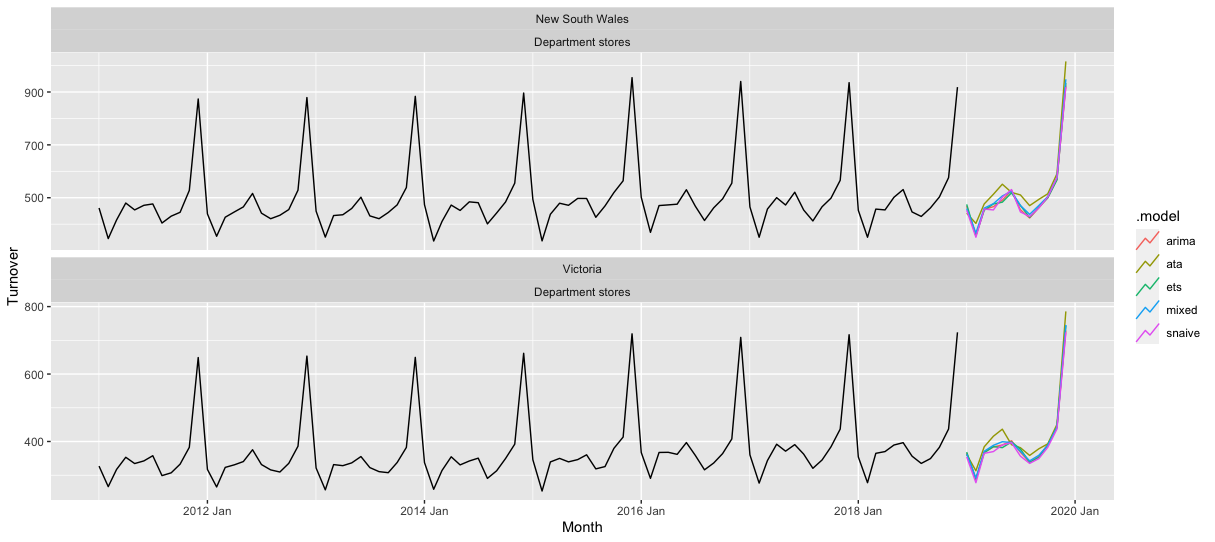 New South Wales
Department stores
900
700
500
Victoria
Department stores
800
600
400
2012 Jan
2014 Jan
2016 Jan
2018 Jan
2020 Jan
Month
Turnover
.model
arima
ata
ets
mixed
snaive